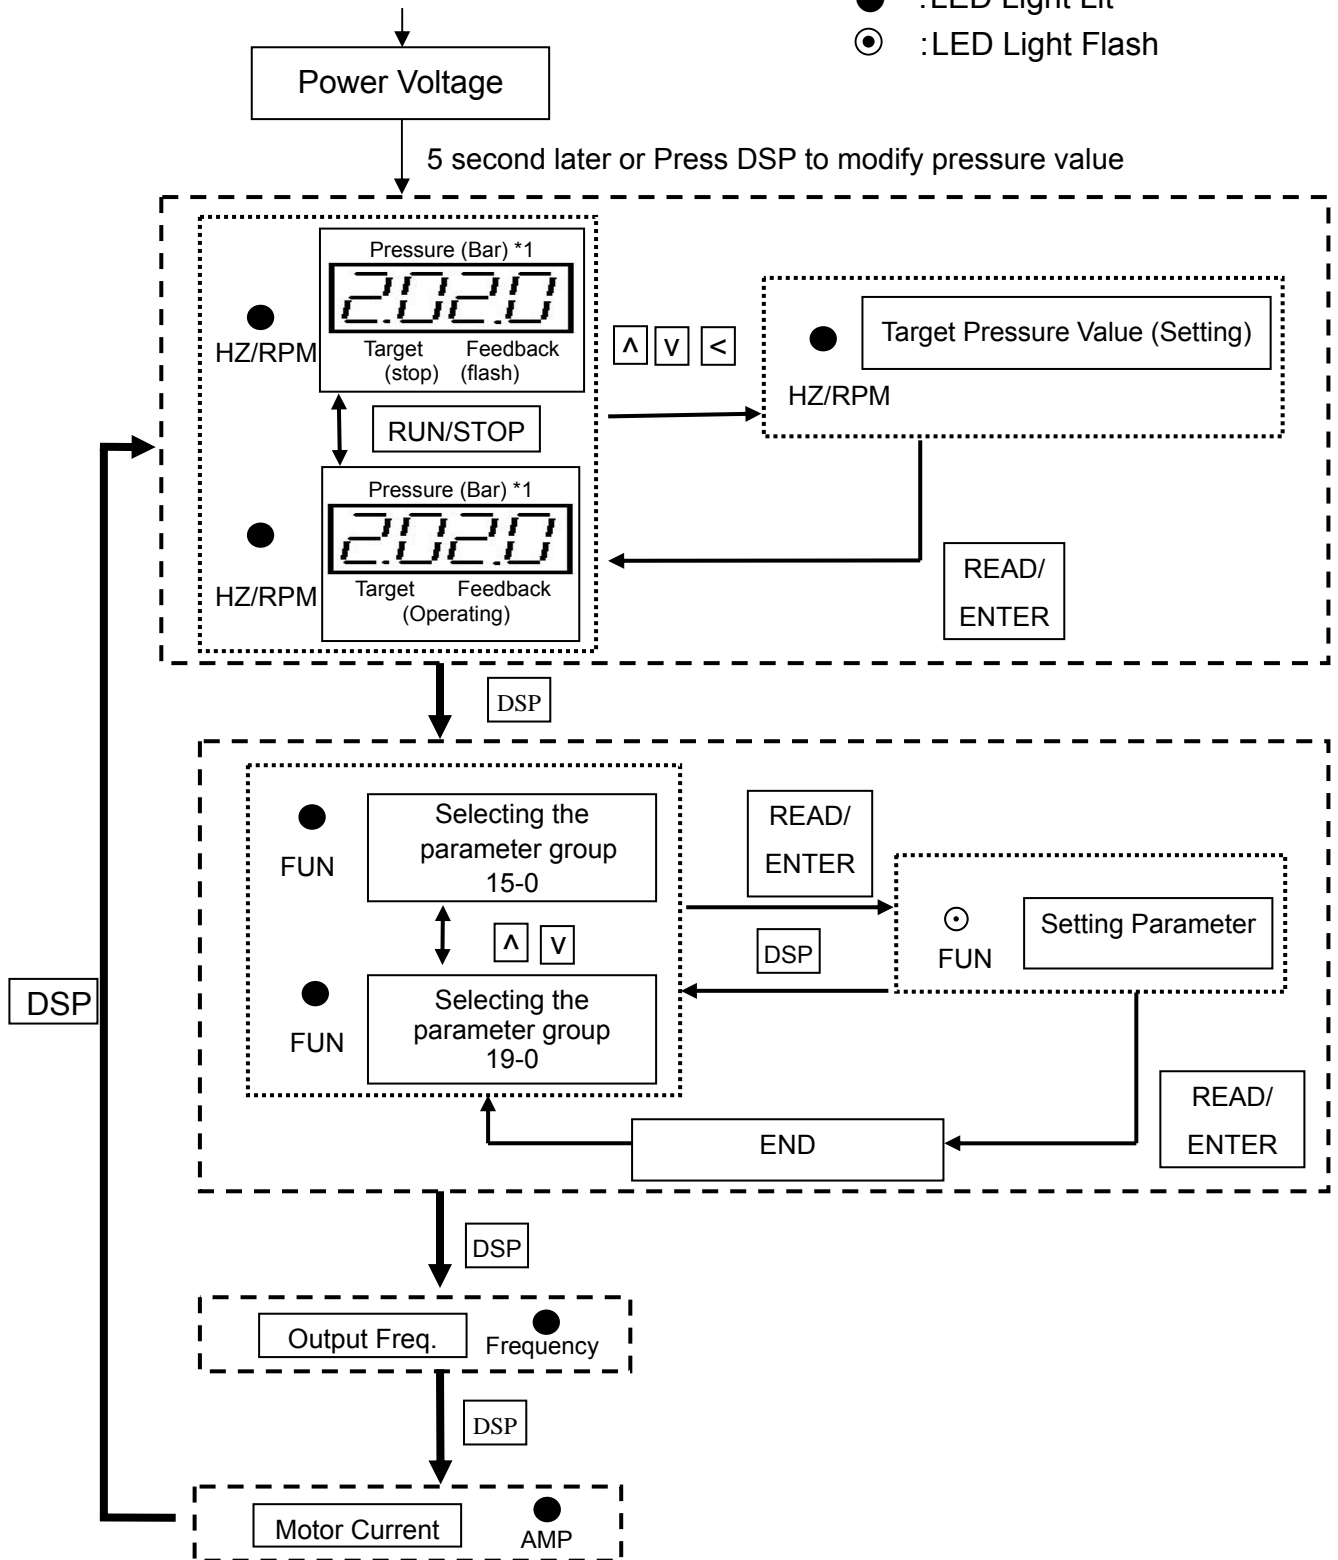 :LED Light Lit
:LED Light Flash
Power Voltage
5 second later or Press DSP to modify pressure value
Pressure (Bar) *1
2.02.0
HZ/RPM
Target Feedback
(stop) (flash)
RUN/STOP
Pressure (Bar) *1
2.02.0
HZ/RPM
Target Feedback
(Operating)
^ v <
Target Pressure Value (Setting)
HZ/RPM
READ/
ENTER
DSP
Selecting the
parameter group
15-0
FUN
^ v
Selecting the
parameter group
19-0
FUN
READ/
ENTER
DSP
Setting Parameter
FUN
READ/
ENTER
END
DSP
DSP
Output Freq.
Frequency
DSP
Motor Current
AMP